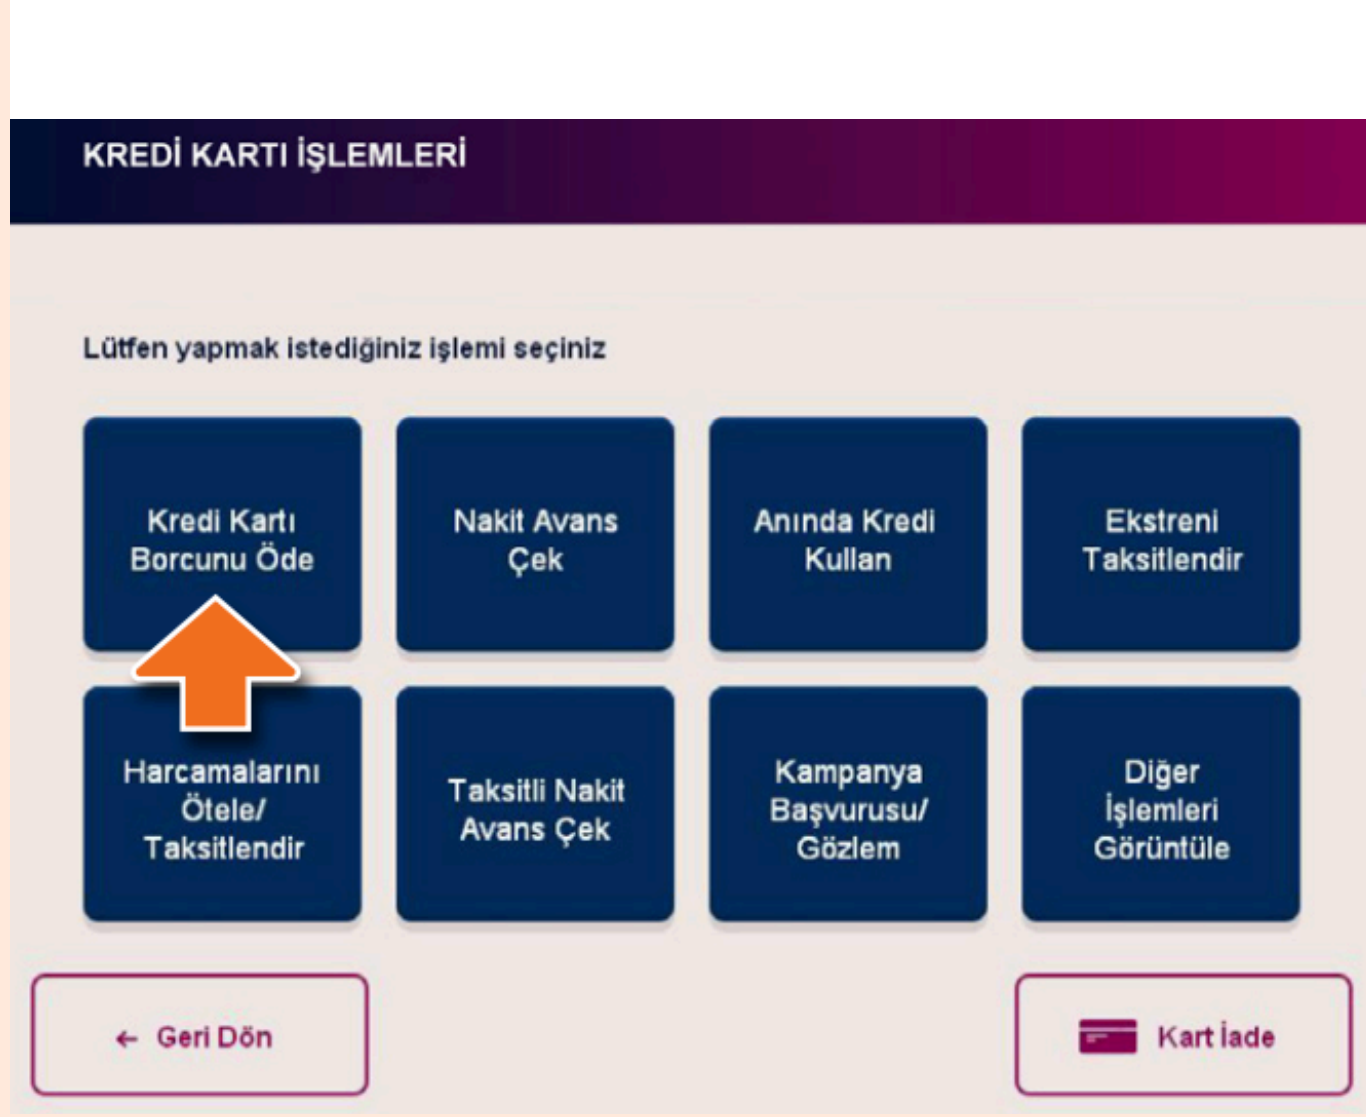 KREDİ KARTI İŞLEMLERİ
Lütfen yapmak istediğiniz işlemi seçiniz
Kredi Kartı
Borcunu Öde
Nakit Avans
Çek
Anında Kredi
Kullan
Ekstreni
Taksitlendir
Harcamalarını
Ötele/
Taksitlendir
Taksitli Nakit
Avans Çek
Kampanya
Başvurusu/
Gözlem
Diğer
İşlemleri
Görüntüle
← Geri Dön
Kart İade